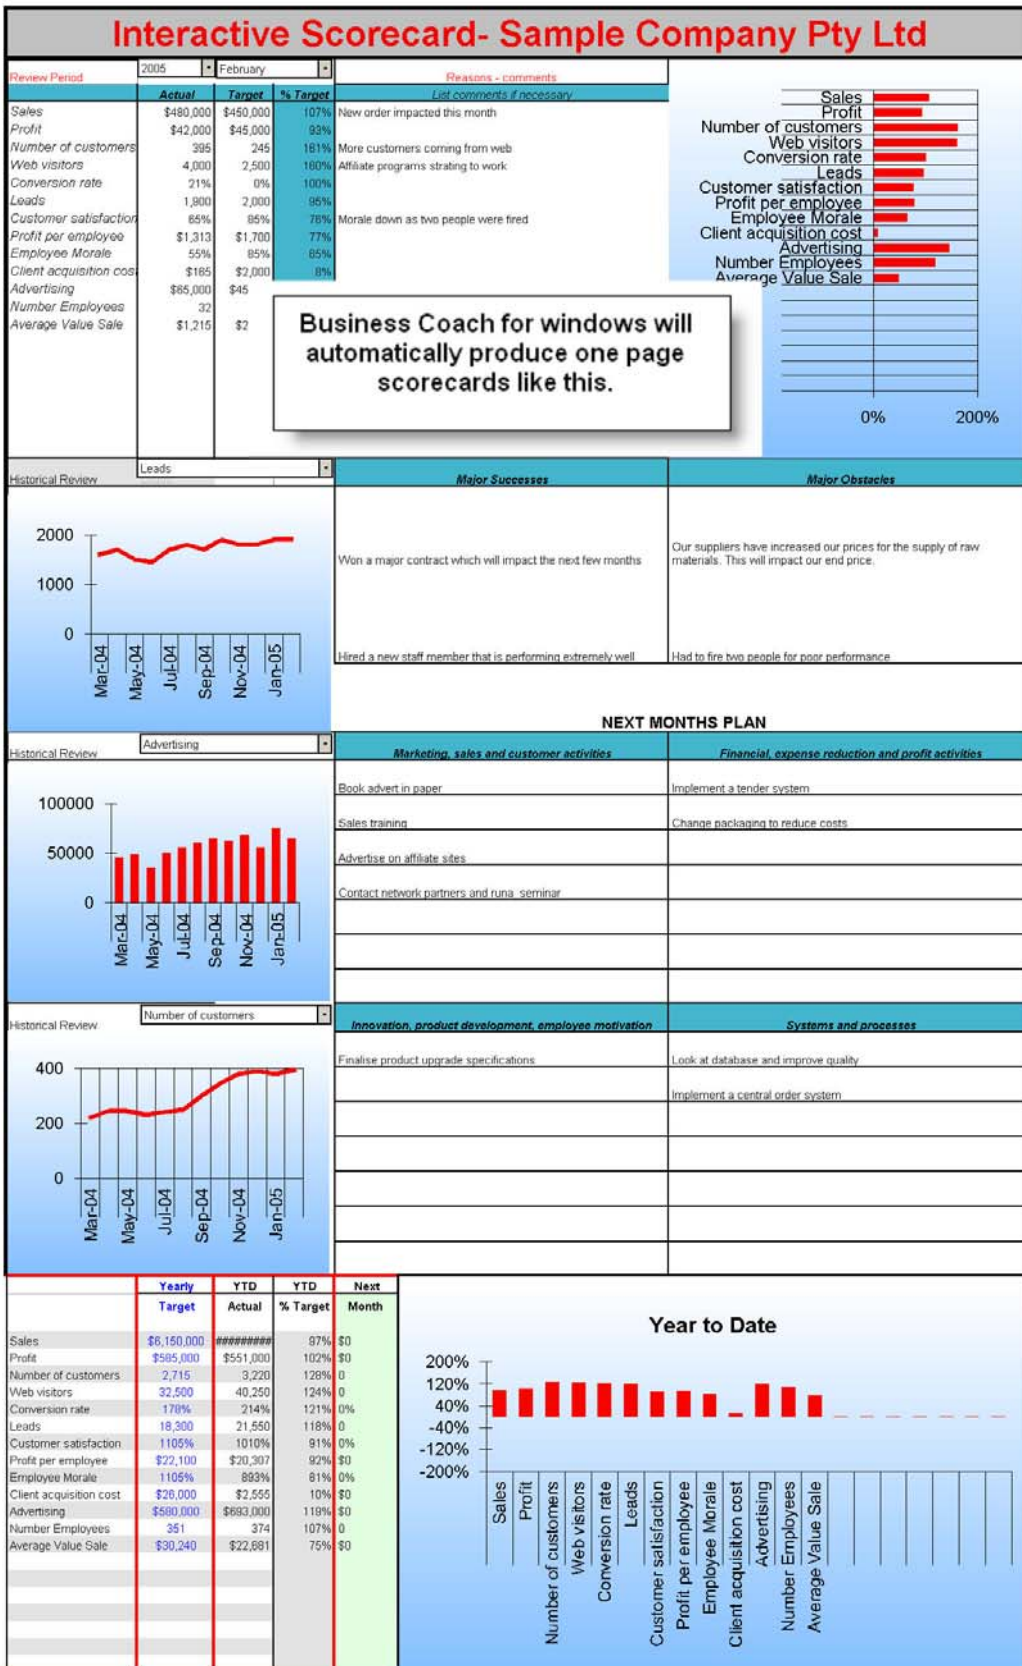 Interactive Scorecard- Sample Company Pty Ltd
Review Period 2005 February Reasons - comments
Actual Target % Target List comments if necessary
Sales $480,000 $450,000 107% New order impacted this month
Profit $42,000 $45,000 93%
Number of customers 395 245 161% More customers coming from web
Web visitors 4,000 2,500 160% Affiliate programs strating to work
Conversion rate 21% 0% 100%
Leads 1,900 2,000 95%
Customer satisfaction 65% 85% 76% Morale down as two people were fired
Profit per employee $1,313 $1,700 77%
Employee Morale 55% 85% 65%
Client acquisition cos $165 $2,000 8%
Advertising $65,000 $45
Number Employees 32
Average Value Sale $1,215 $2
Business Coach for windows will
automatically produce one page
scorecards like this.
Sales
Profit
Number of customers
Web visitors
Conversion rate
Leads
Customer satisfaction
Profit per employee
Employee Morale
Client acquisition cost
Advertising
Number Employees
Average Value Sale
0% 200%
Historical Review Leads
2000
1000
0
Mar-04 May-04 Jul-04 Sep-04 Nov-04 Jan-05
Major Successes Major Obstacles
Won a major contract which will impact the next few months
Our suppliers have increased our prices for the supply of raw
materials. This will impact our end price.
Hired a new staff member that is performing extremely well Had to fire two people for poor performance
NEXT MONTHS PLAN
Historical Review Advertising
100000
50000
0
Mar-04 May-04 Jul-04 Sep-04 Nov-04 Jan-05
Marketing, sales and customer activities Financial, expense reduction and profit activities
Book advert in paper Implement a tender system
Sales training Change packaging to reduce costs
Advertise on affiliate sites
Contact network partners and runa seminar
Historical Review Number of customers
400
200
0
Mar-04 May-04 Jul-04 Sep-04 Nov-04 Jan-05
Innovation, product development, employee motivation Systems and processes
Finalise product upgrade specifications Look at database and improve quality
Implement a central order system
Yearly YTD YTD Next
Target Actual % Target Month
Sales $6,150,000 ######### 97% $0
Profit $585,000 $551,000 102% $0
Number of customers 2,715 3,220 128% 0
Web visitors 32,500 40,250 124% 0
Conversion rate 178% 214% 121% 0%
Leads 18,300 21,550 118% 0
Customer satisfaction 1105% 1010% 91% 0%
Profit per employee $22,100 $20,307 92% $0
Employee Morale 1105% 893% 81% 0%
Client acquisition cost $26,000 $2,555 10% $0
Advertising $580,000 $693,000 119% $0
Number Employees 351 374 107% 0
Average Value Sale $30,240 $22,681 75% $0
Year to Date
200%
120%
40%
-40%
-120%
-200%
Sales
Profit
Number of customers
Web visitors
Conversion rate
Leads
Customer satisfaction
Profit per employee
Employee Morale
Client acquisition cost
Advertising
Number Employees
Average Value Sale